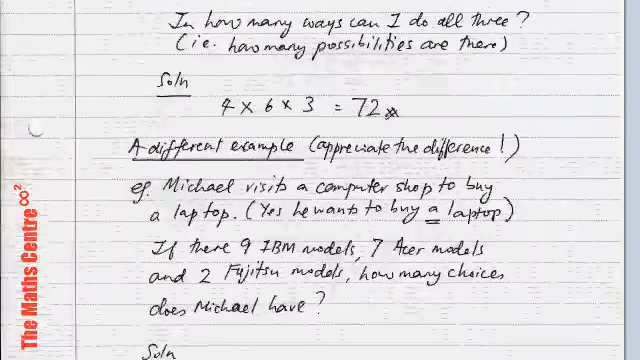 In how many ways can I do all three?
(i.e. how many possibilities are there)
Soln
4 × 6 × 3 = 72
A different example (appreciate the difference!)
eg. Michael visits a computer shop to buy
a laptop. (Yes he wants to buy a laptop)
If there 9 IBM models, 7 Acer models
and 2 Fujitsu models, how many choices
does Michael have?
Soln
The Maths Centre ∞²